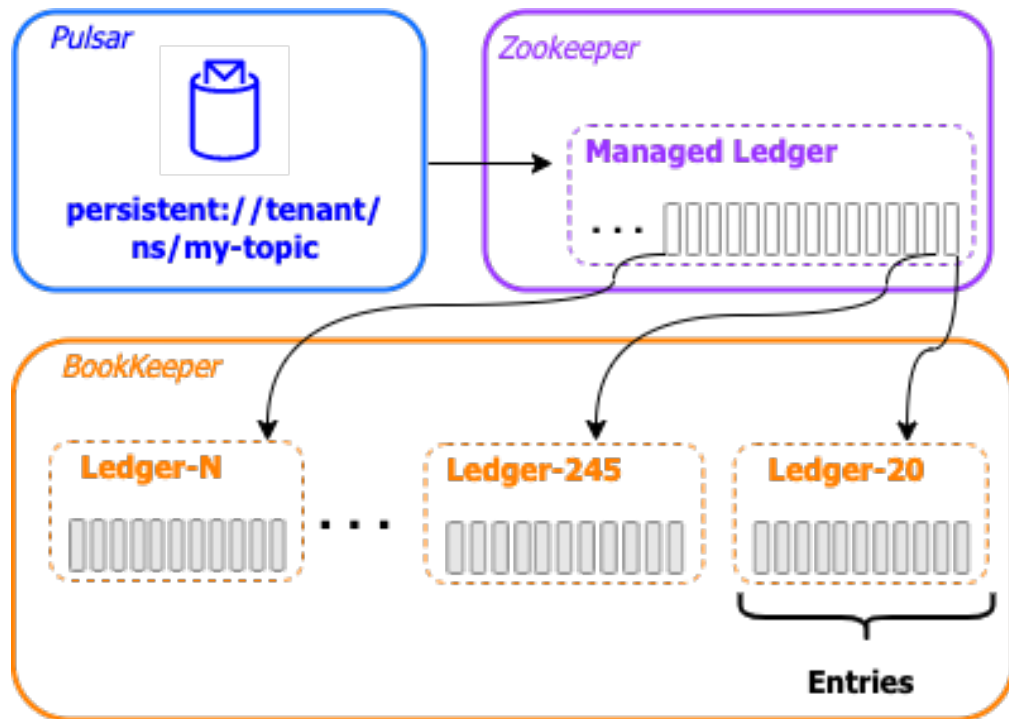 Pulsar
persistent://tenant/
ns/my-topic
Zookeeper
Managed Ledger
...
BookKeeper
Ledger-N
...
Ledger-245
Ledger-20
Entries